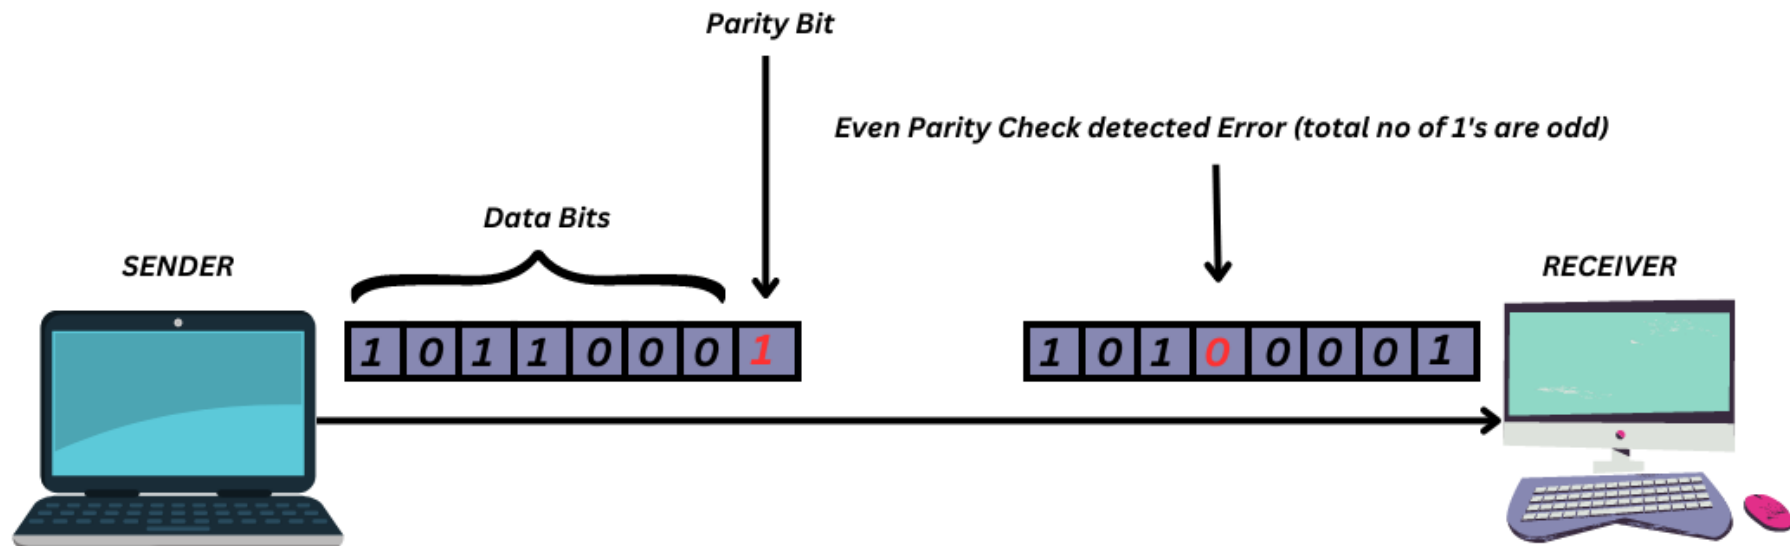 Parity Bit
Even Parity Check detected Error (total no of 1's are odd)
Data Bits
SENDER
RECEIVER
1 0 1 1 0 0 0 1
1 0 1 0 0 0 0 1